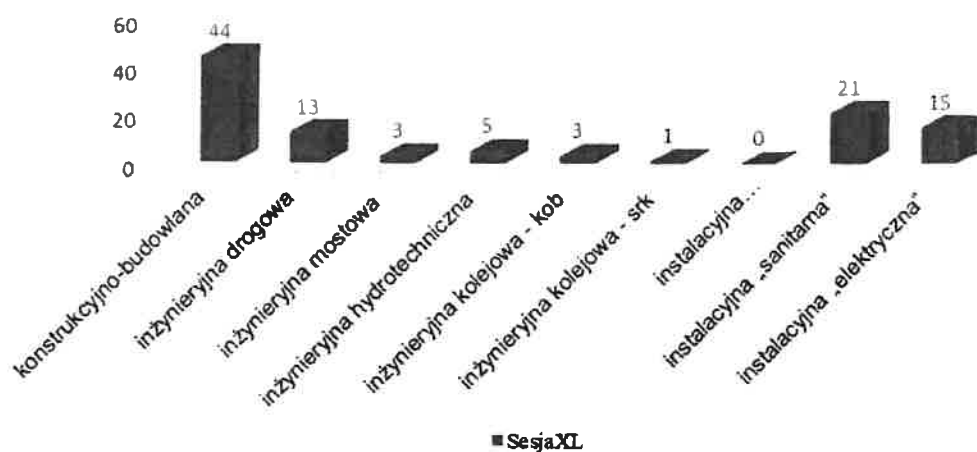 60
40
20
0
44
13
3
5
3
1
0
21
15
konstrukcyjno-budowlana
inżynieryjna drogowa
inżynieryjna mostowa
inżynieryjna hydrotechniczna
inżynieryjna kolejowa - kob
inżynieryjna kolejowa - srk
instalacyjna...
instalacyjna „sanitarna"
instalacyjna „elektryczna"
SesjaXL